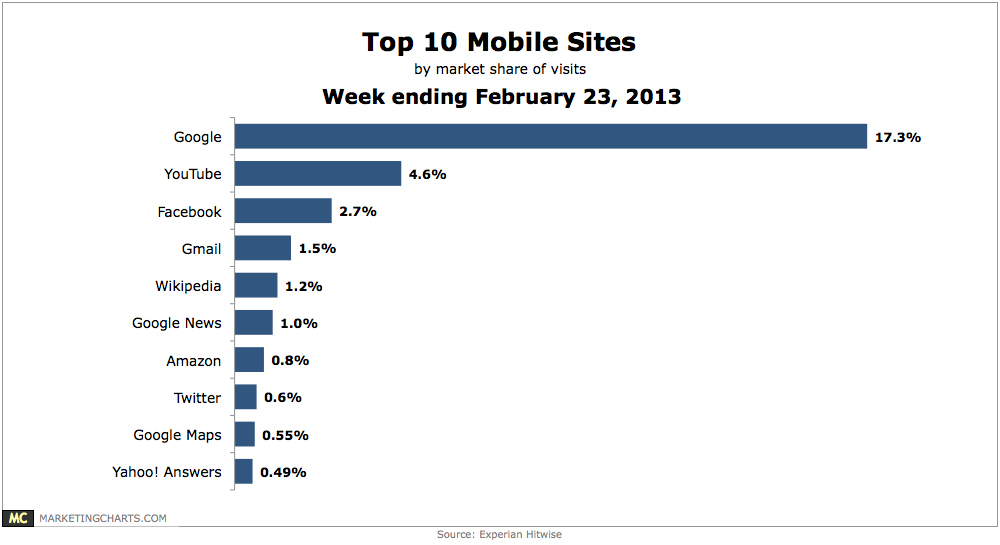 Top 10 Mobile Sites
by market share of visits
Week ending February 23, 2013
Google 17.3%
YouTube 4.6%
Facebook 2.7%
Gmail 1.5%
Wikipedia 1.2%
Google News 1.0%
Amazon 0.8%
Twitter 0.6%
Google Maps 0.55%
Yahoo! Answers 0.49%
MC MARKETINGCHARTS.COM
Source: Experian Hitwise